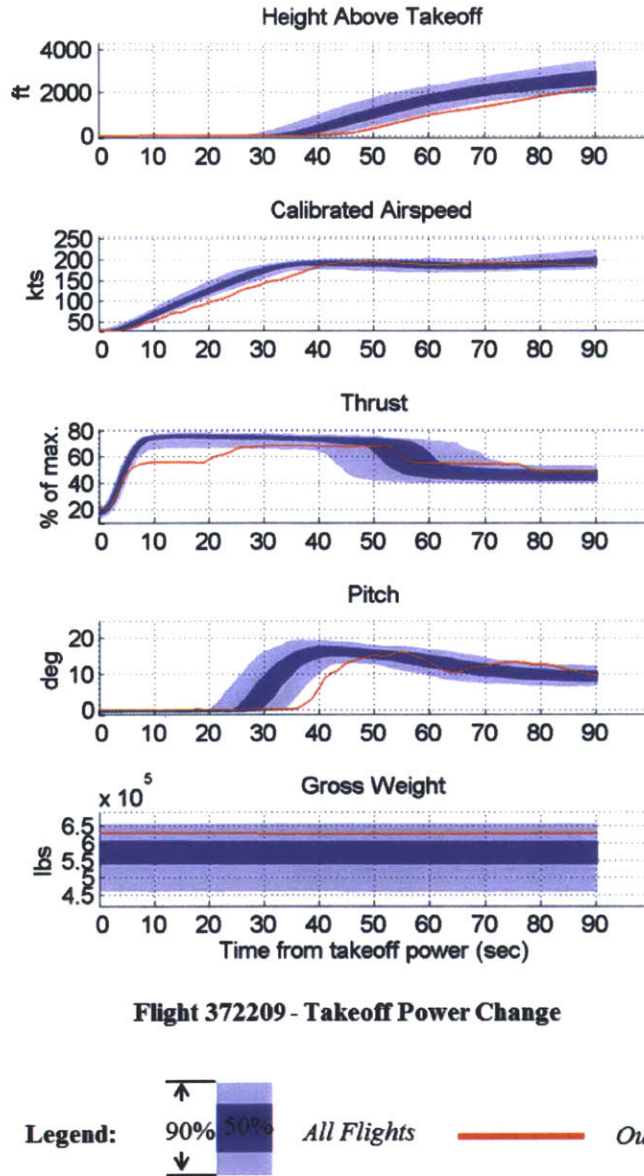 Height Above Takeoff
4000
2000
0
ft
0 10 20 30 40 50 60 70 80 90
Calibrated Airspeed
250
200
150
100
50
kts
0 10 20 30 40 50 60 70 80 90
Thrust
80
60
40
20
% of max.
0 10 20 30 40 50 60 70 80 90
Pitch
20
10
0
deg
0 10 20 30 40 50 60 70 80 90
Gross Weight
x 10^5
6.5
6
5.5
5
4.5
lbs
0 10 20 30 40 50 60 70 80 90
Time from takeoff power (sec)
Flight 372209 - Takeoff Power Change
Legend: 90% 50% All Flights Ou